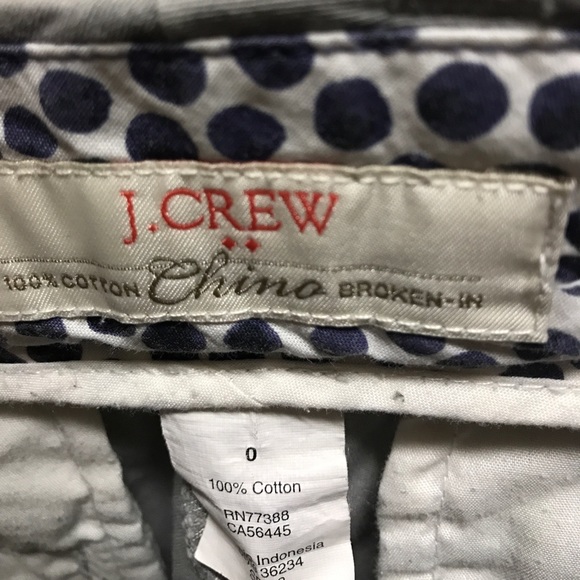 J.CREW
100% COTTON Chino BROKEN-IN
0
100% Cotton
RN77388
CA56445
Indonesia
36234